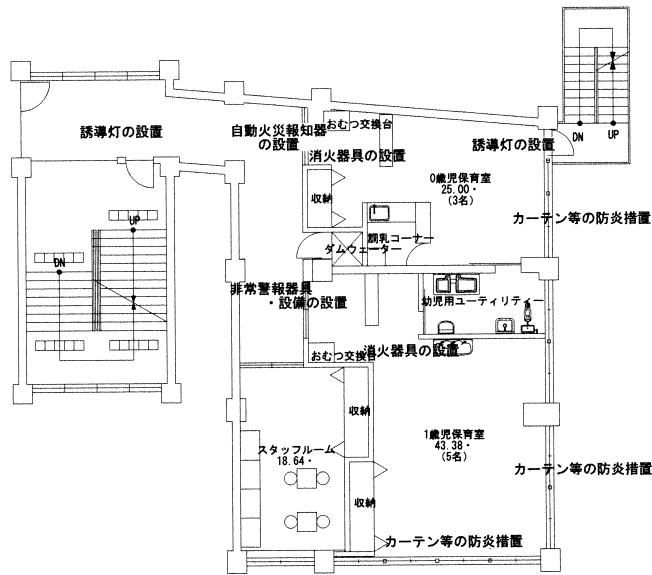 DN
UP
誘導灯の設置
自動火災報知器
の設置
おむつ交換台
消火器具の設置
誘導灯の設置
0歳児保育室
25.00・
(3名)
収納
カーテン等の防炎措置
UP
DN
調乳コーナー
ダムウェーター
非常警報器具
・設備の設置
幼児用ユーティリティー
おむつ交換台
消火器具の設置
収納
1歳児保育室
43.38・
(5名)
スタッフルーム
18.64・
カーテン等の防炎措置
収納
カーテン等の防炎措置